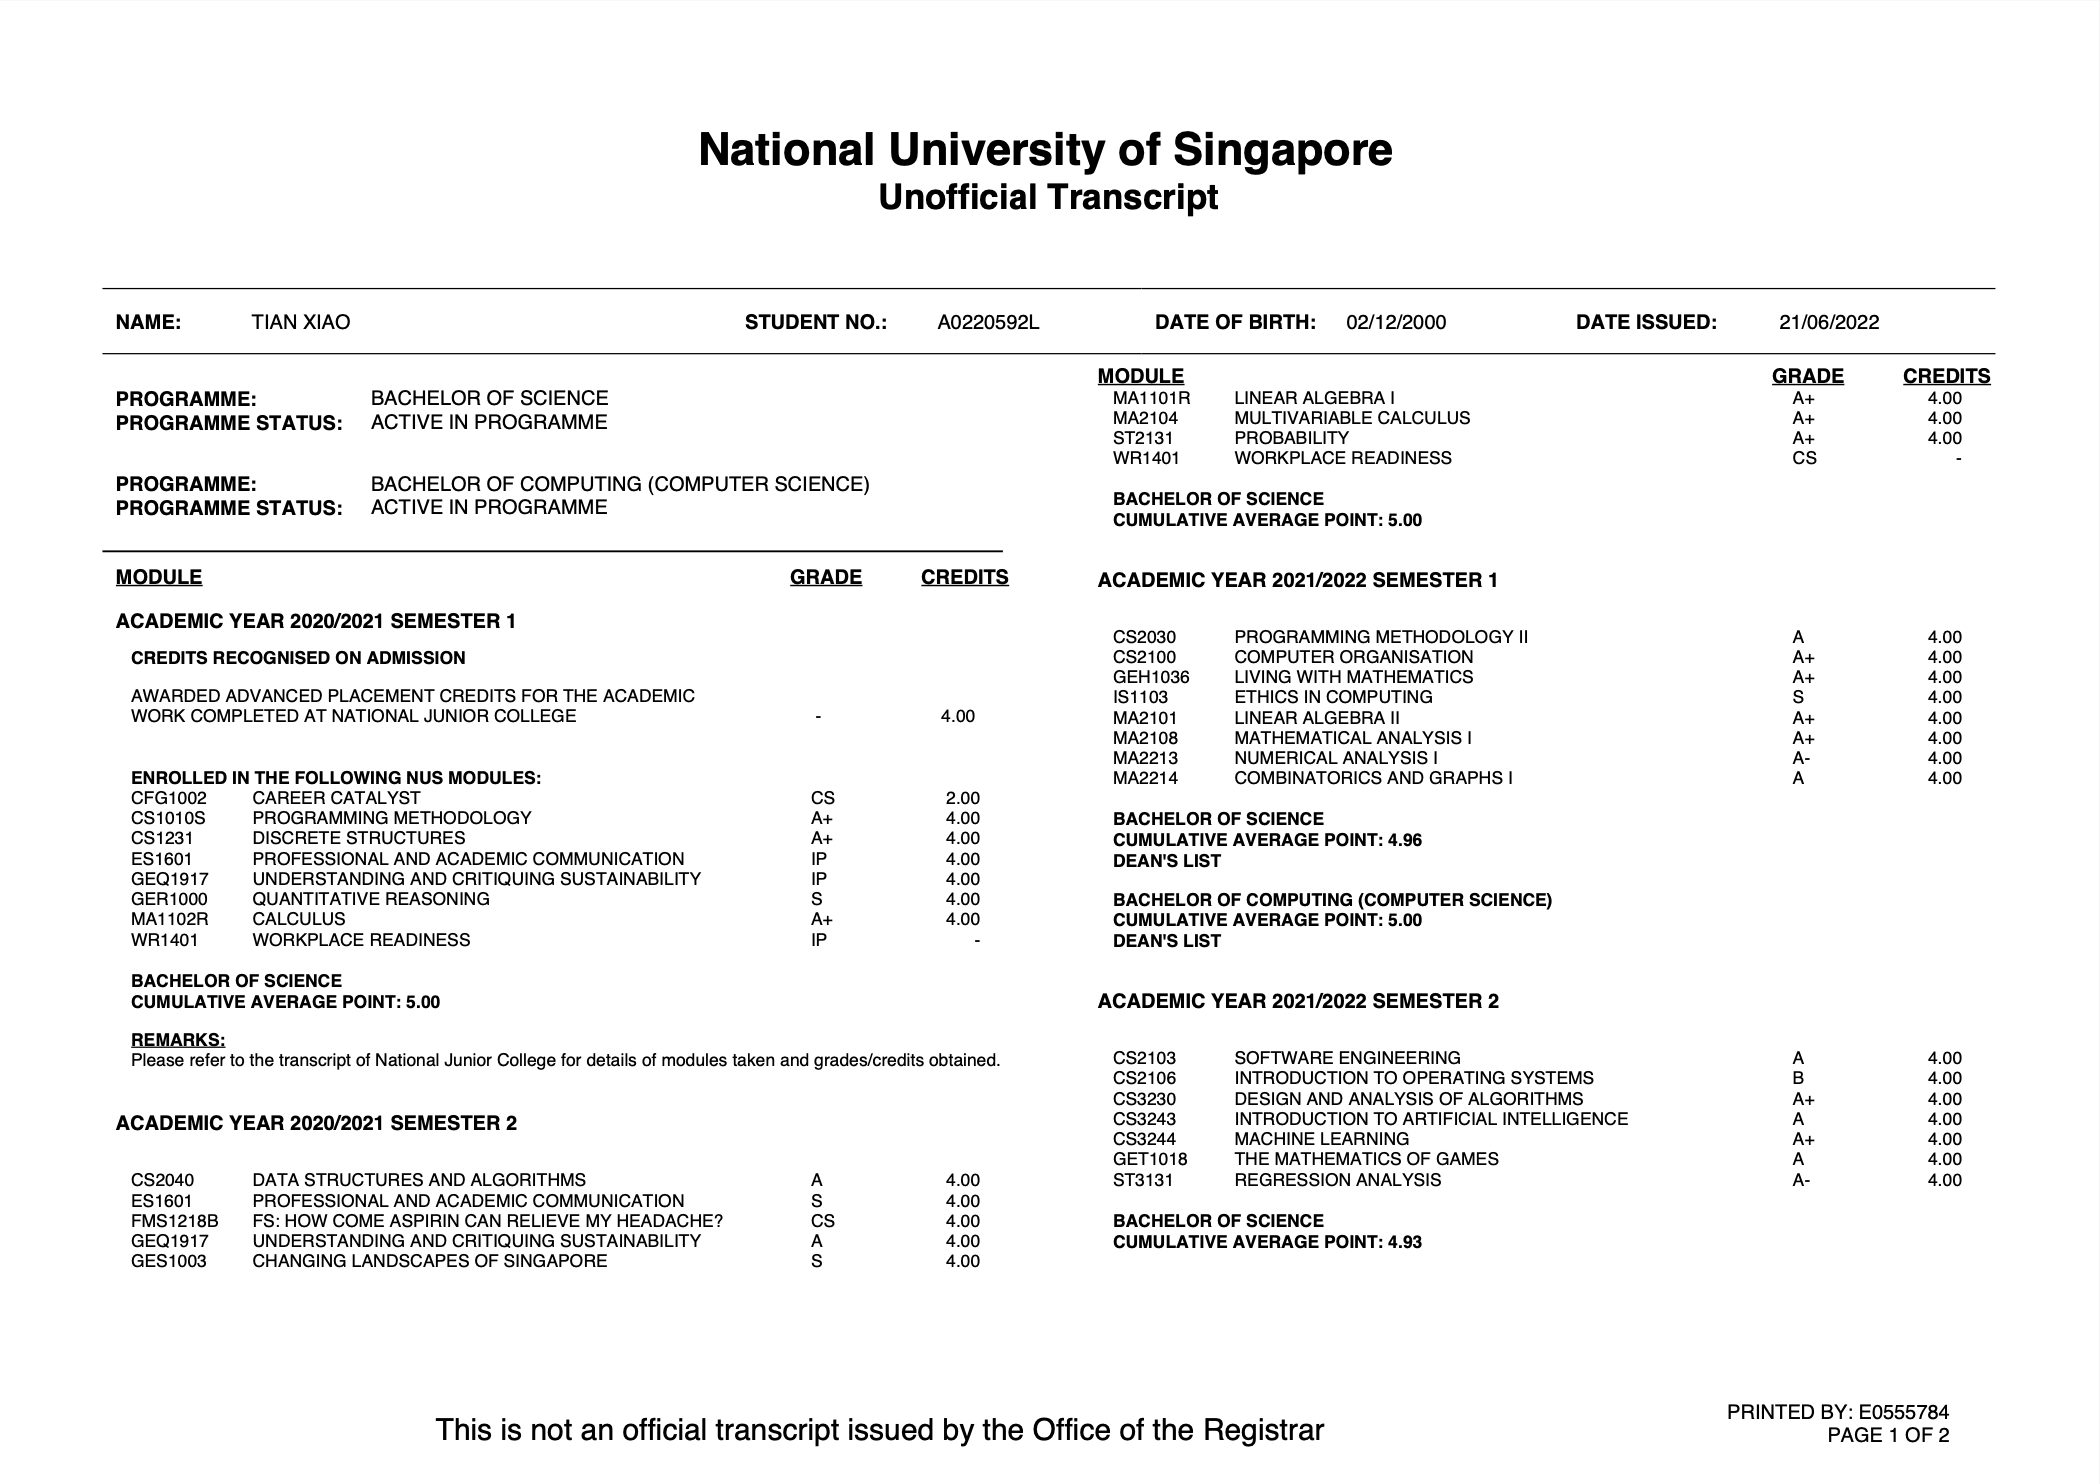 National University of Singapore
Unofficial Transcript
NAME: TIAN XIAO STUDENT NO.: A0220592L DATE OF BIRTH: 02/12/2000 DATE ISSUED: 21/06/2022
PROGRAMME: BACHELOR OF SCIENCE
PROGRAMME STATUS: ACTIVE IN PROGRAMME
PROGRAMME: BACHELOR OF COMPUTING (COMPUTER SCIENCE)
PROGRAMME STATUS: ACTIVE IN PROGRAMME
MODULE GRADE CREDITS
ACADEMIC YEAR 2020/2021 SEMESTER 1
CREDITS RECOGNISED ON ADMISSION
AWARDED ADVANCED PLACEMENT CREDITS FOR THE ACADEMIC
WORK COMPLETED AT NATIONAL JUNIOR COLLEGE - 4.00
ENROLLED IN THE FOLLOWING NUS MODULES:
CFG1002 CAREER CATALYST CS 2.00
CS1010S PROGRAMMING METHODOLOGY A+ 4.00
CS1231 DISCRETE STRUCTURES A+ 4.00
ES1601 PROFESSIONAL AND ACADEMIC COMMUNICATION IP 4.00
GEQ1917 UNDERSTANDING AND CRITIQUING SUSTAINABILITY IP 4.00
GER1000 QUANTITATIVE REASONING S 4.00
MA1102R CALCULUS A+ 4.00
WR1401 WORKPLACE READINESS IP -
BACHELOR OF SCIENCE
CUMULATIVE AVERAGE POINT: 5.00
REMARKS:
Please refer to the transcript of National Junior College for details of modules taken and grades/credits obtained.
ACADEMIC YEAR 2020/2021 SEMESTER 2
CS2040 DATA STRUCTURES AND ALGORITHMS A 4.00
ES1601 PROFESSIONAL AND ACADEMIC COMMUNICATION S 4.00
FMS1218B FS: HOW COME ASPIRIN CAN RELIEVE MY HEADACHE? CS 4.00
GEQ1917 UNDERSTANDING AND CRITIQUING SUSTAINABILITY A 4.00
GES1003 CHANGING LANDSCAPES OF SINGAPORE S 4.00
MODULE GRADE CREDITS
MA1101R LINEAR ALGEBRA I A+ 4.00
MA2104 MULTIVARIABLE CALCULUS A+ 4.00
ST2131 PROBABILITY A+ 4.00
WR1401 WORKPLACE READINESS CS -
BACHELOR OF SCIENCE
CUMULATIVE AVERAGE POINT: 5.00
ACADEMIC YEAR 2021/2022 SEMESTER 1
CS2030 PROGRAMMING METHODOLOGY II A 4.00
CS2100 COMPUTER ORGANISATION A+ 4.00
GEH1036 LIVING WITH MATHEMATICS A+ 4.00
IS1103 ETHICS IN COMPUTING S 4.00
MA2101 LINEAR ALGEBRA II A+ 4.00
MA2108 MATHEMATICAL ANALYSIS I A+ 4.00
MA2213 NUMERICAL ANALYSIS I A- 4.00
MA2214 COMBINATORICS AND GRAPHS I A 4.00
BACHELOR OF SCIENCE
CUMULATIVE AVERAGE POINT: 4.96
DEAN'S LIST
BACHELOR OF COMPUTING (COMPUTER SCIENCE)
CUMULATIVE AVERAGE POINT: 5.00
DEAN'S LIST
ACADEMIC YEAR 2021/2022 SEMESTER 2
CS2103 SOFTWARE ENGINEERING A 4.00
CS2106 INTRODUCTION TO OPERATING SYSTEMS B 4.00
CS3230 DESIGN AND ANALYSIS OF ALGORITHMS A+ 4.00
CS3243 INTRODUCTION TO ARTIFICIAL INTELLIGENCE A 4.00
CS3244 MACHINE LEARNING A+ 4.00
GET1018 THE MATHEMATICS OF GAMES A 4.00
ST3131 REGRESSION ANALYSIS A- 4.00
BACHELOR OF SCIENCE
CUMULATIVE AVERAGE POINT: 4.93
This is not an official transcript issued by the Office of the Registrar
PRINTED BY: E0555784
PAGE 1 OF 2